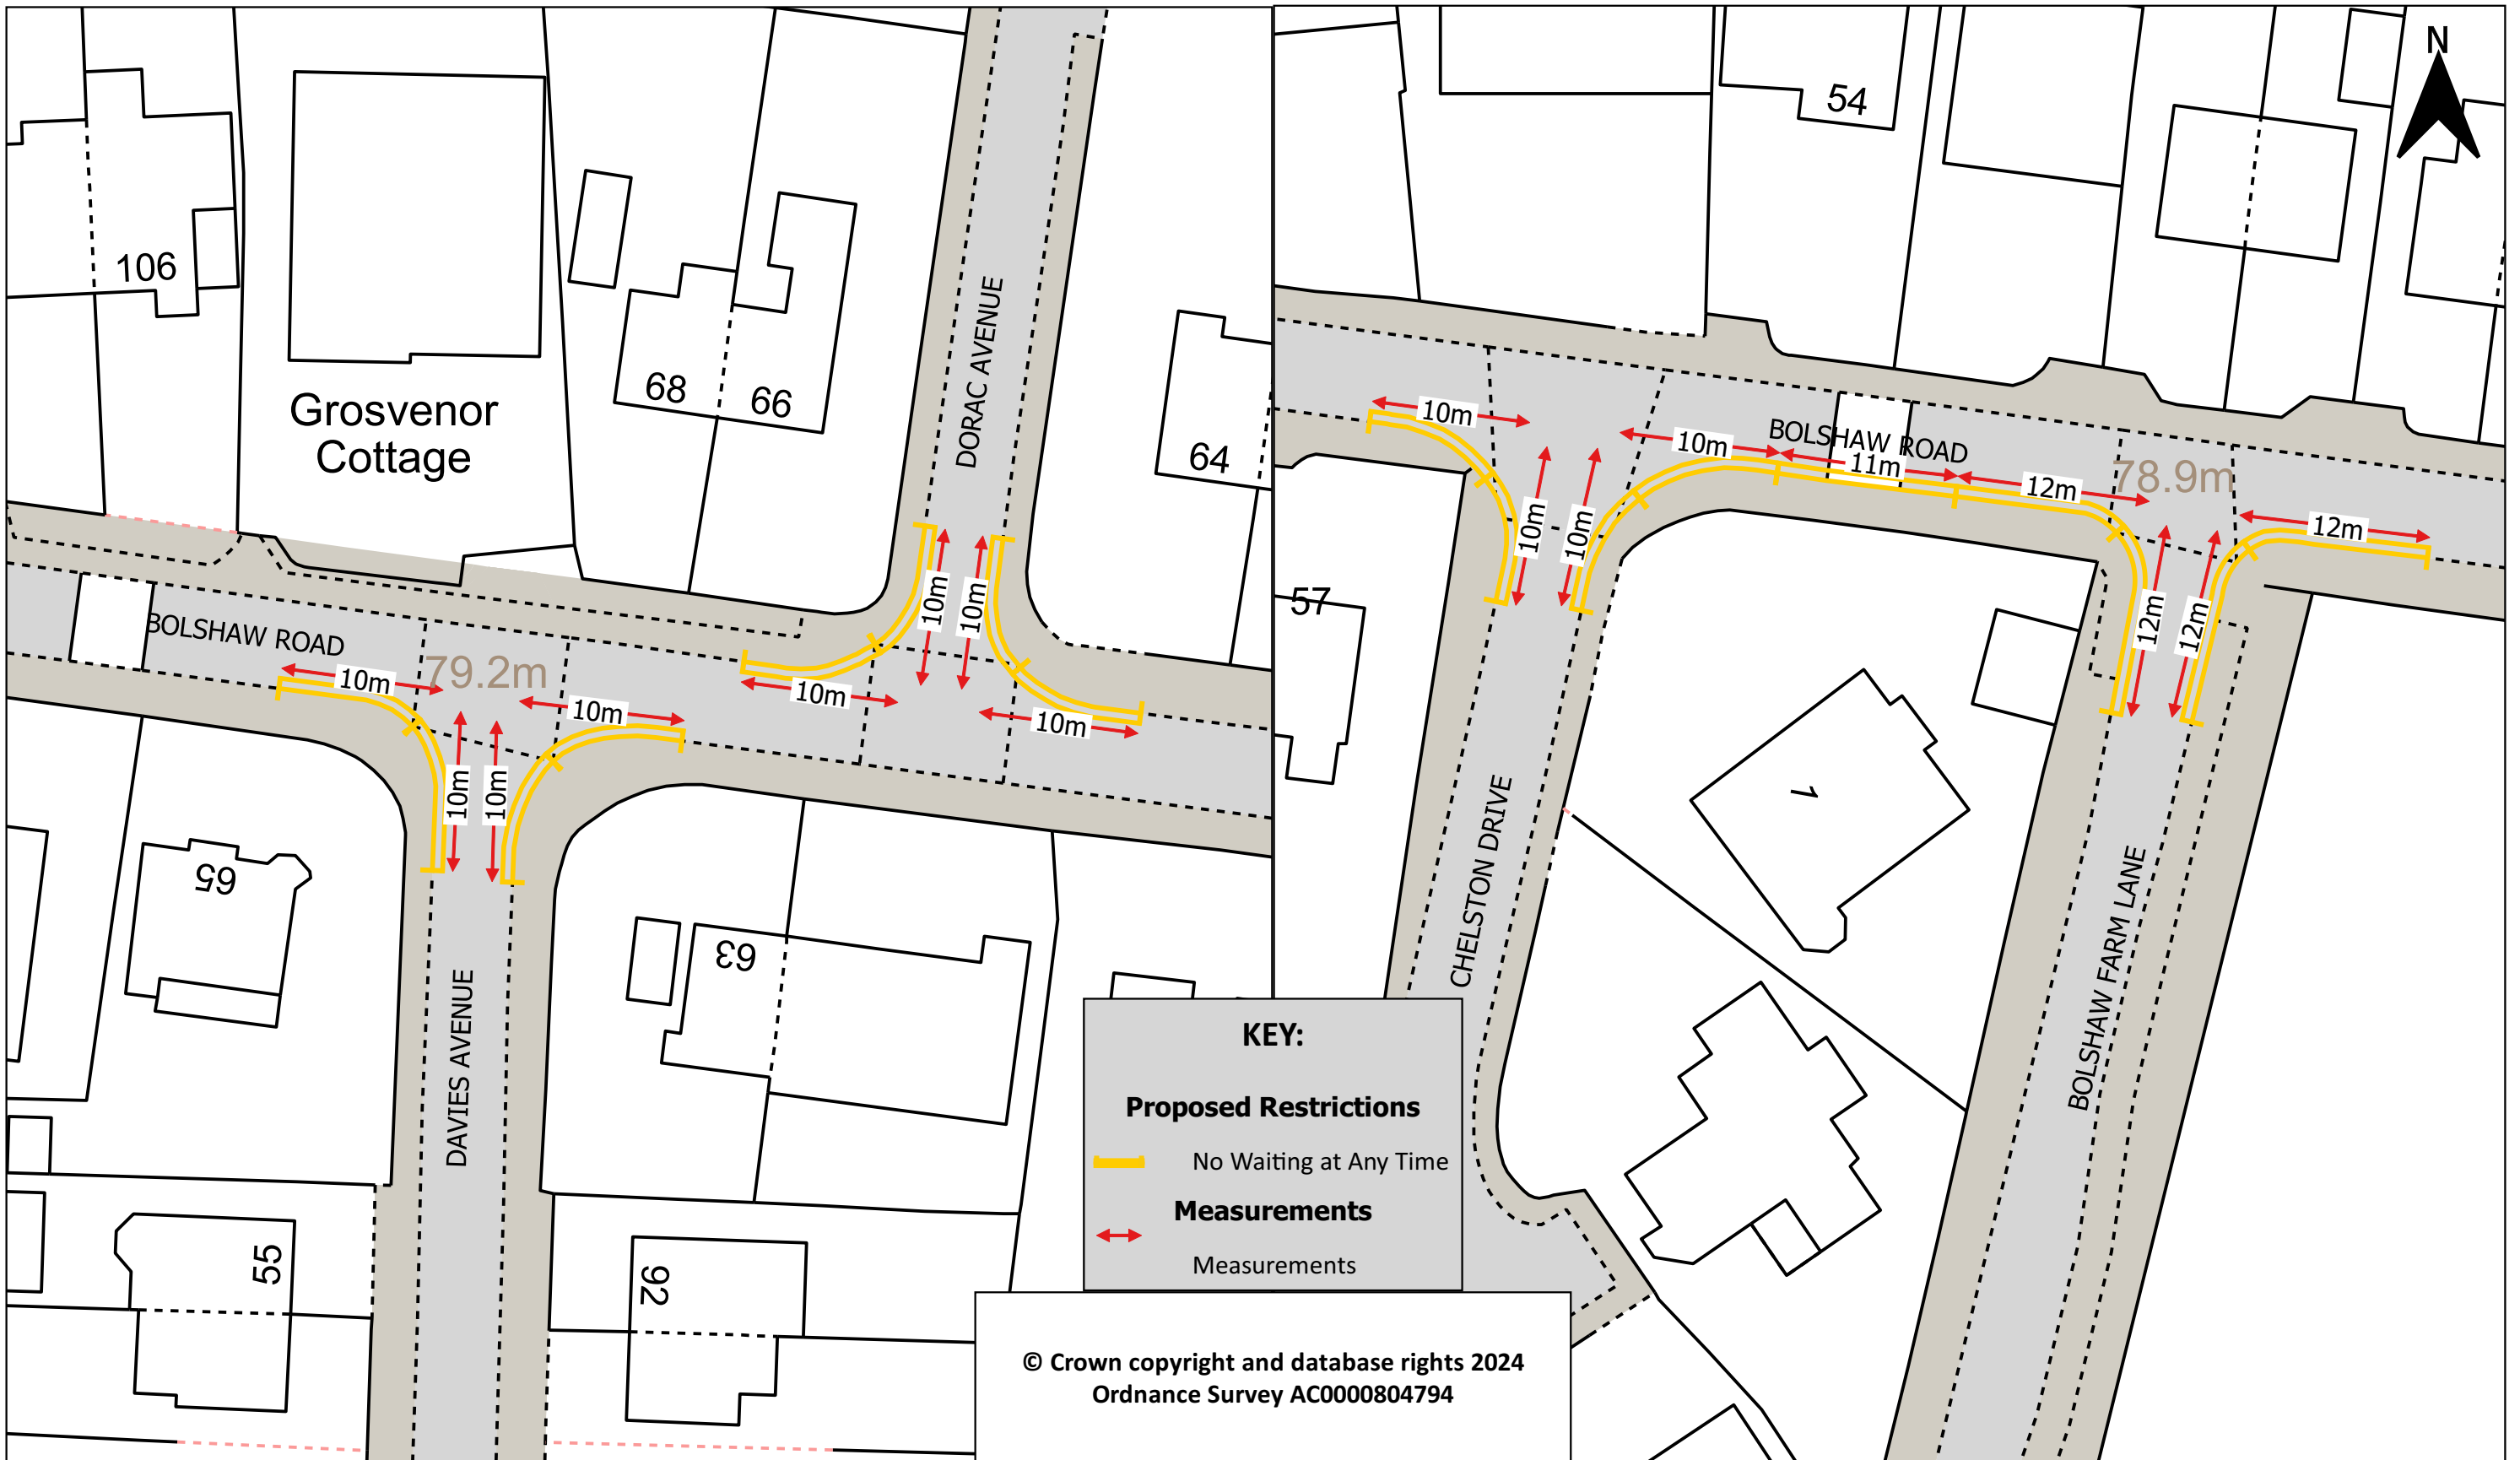 106
Grosvenor
Cottage
68
66
DORAC AVENUE
64
BOLSHAW ROAD
79.2m
10m
10m
10m
10m
10m
10m
10m
10m
65
63
DAVIES AVENUE
55
92
N
54
BOLSHAW ROAD
78.9m
10m
10m
11m
12m
12m
10m
10m
12m
12m
57
1
CHELSTON DRIVE
BOLSHAW FARM LANE
KEY:
Proposed Restrictions
No Waiting at Any Time
Measurements
Measurements
© Crown copyright and database rights 2024
Ordnance Survey AC0000804794